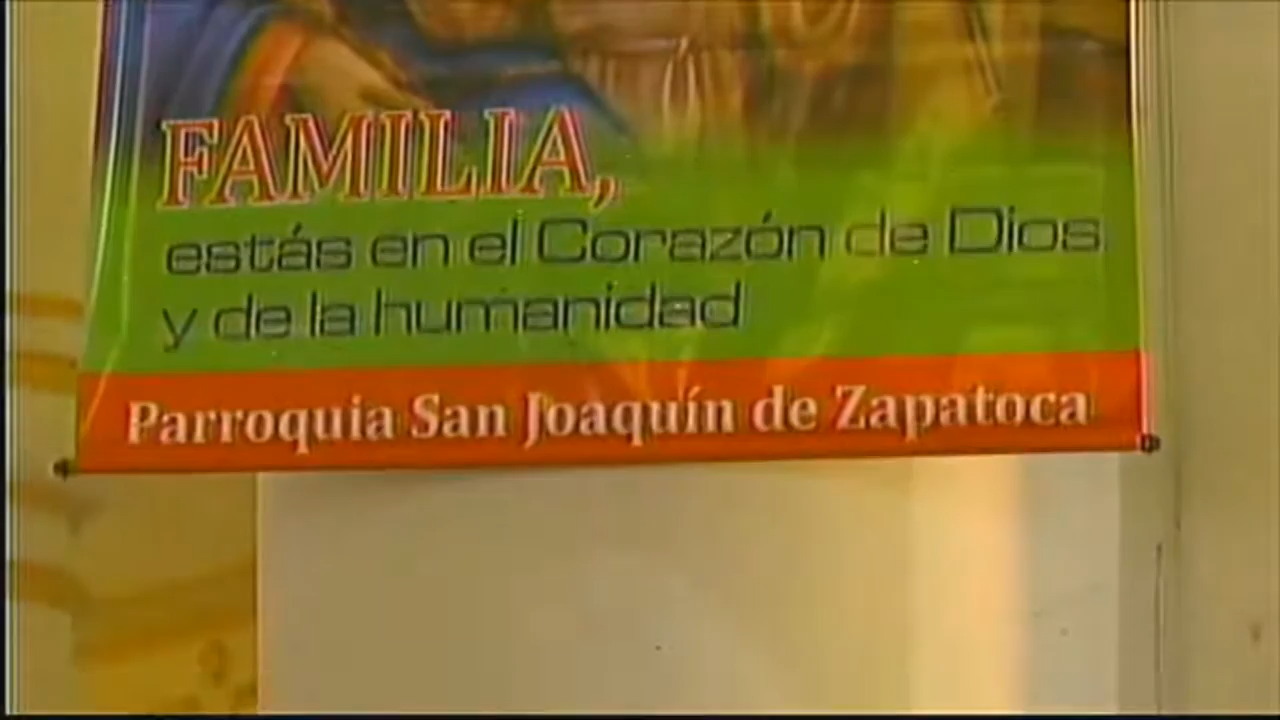 FAMILIA,
estás en el Corazón de Dios
y de la humanidad
Parroquia San Joaquín de Zapatoca